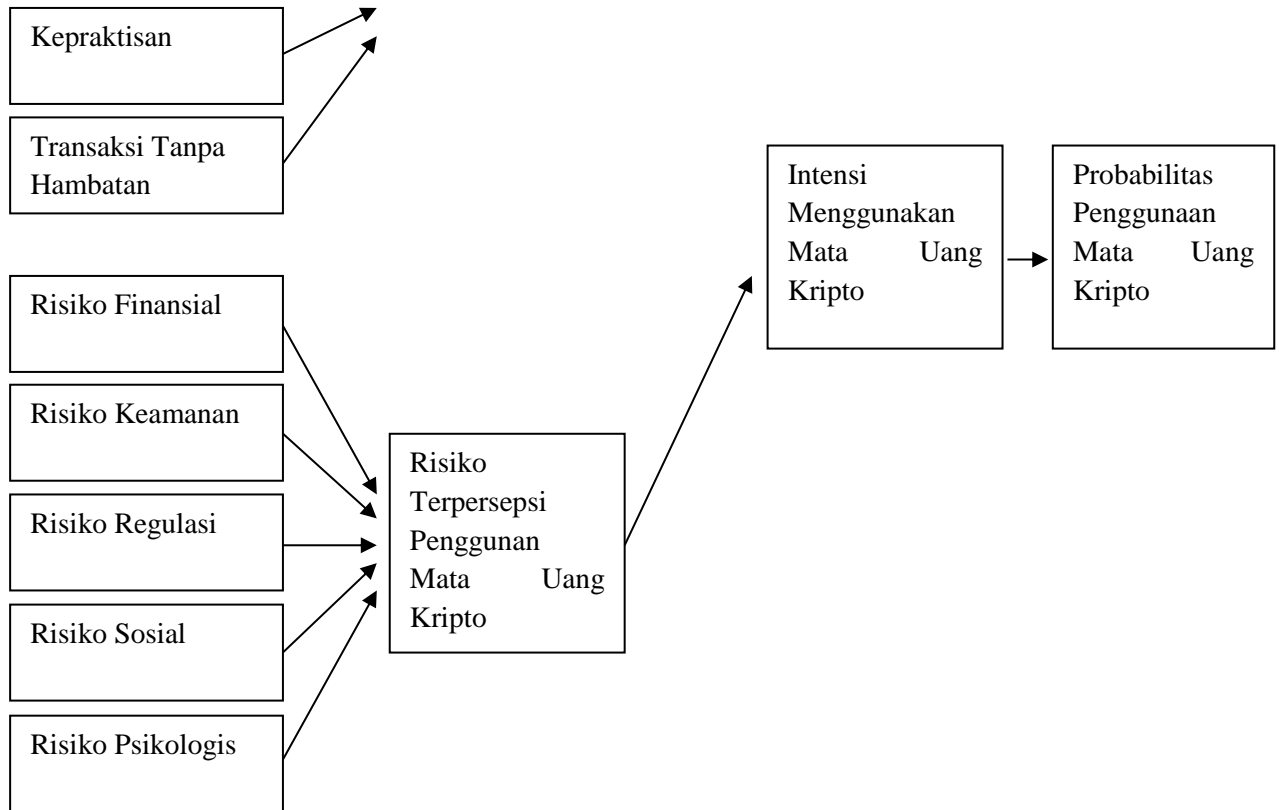 Kepraktisan
Transaksi Tanpa
Hambatan
Risiko Finansial
Risiko Keamanan
Risiko Regulasi
Risiko Sosial
Risiko Psikologis
Risiko
Terpersepsi
Penggunan
Mata Uang
Kripto
Intensi
Menggunakan
Mata Uang
Kripto
Probabilitas
Penggunaan
Mata Uang
Kripto